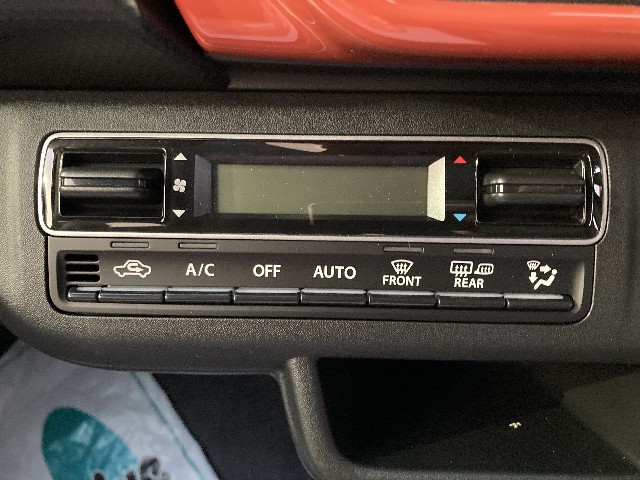 A/C OFF AUTO FRONT REAR